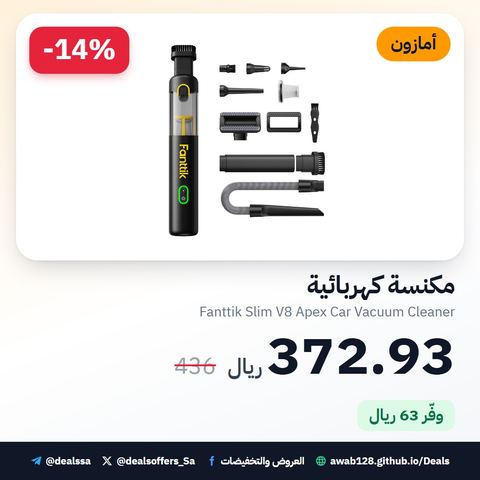 -14%
أمازون
Fanttik
مكنسة كهربائية
Fanttik Slim V8 Apex Car Vacuum Cleaner
372.93 ريال 436
وفّر 63 ريال
@dealssa @dealsoffers_Sa العروض والتخفيضات awab128.github.io/Deals